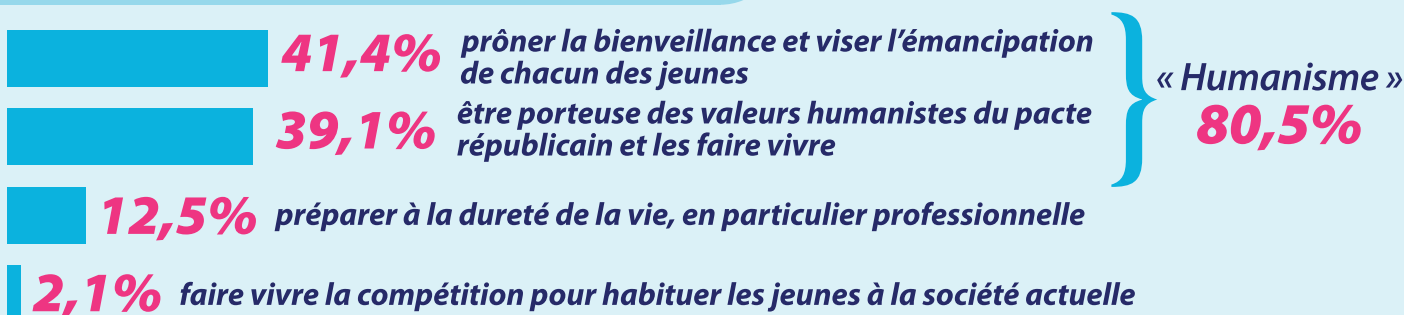 41,4% prôner la bienveillance et viser l’émancipation
de chacun des jeunes
39,1% être porteuse des valeurs humanistes du pacte
républicain et les faire vivre
« Humanisme »
80,5%
12,5% préparer à la dureté de la vie, en particulier professionnelle
2,1% faire vivre la compétition pour habituer les jeunes à la société actuelle